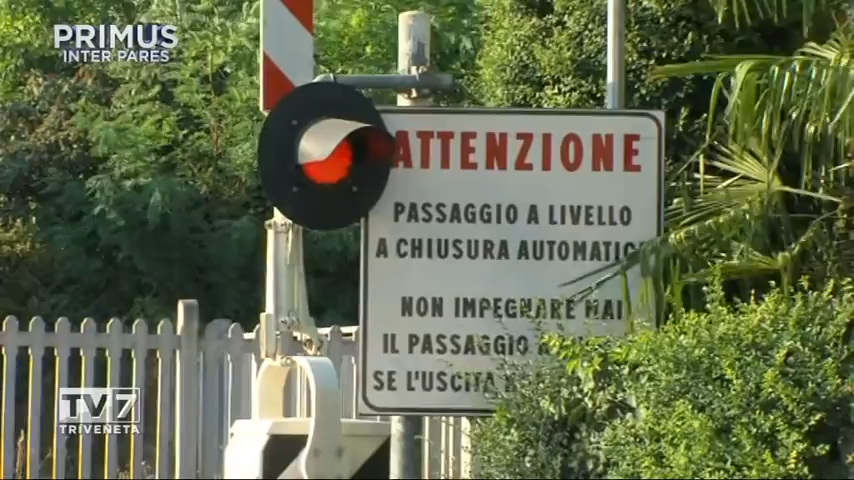 PRIMUS
INTER PARES
ATTENZIONE
PASSAGGIO A LIVELLO
A CHIUSURA AUTOMATIC
NON IMPEGNARE MAI
IL PASSAGGIO A
SE L'USCITA
TV7
TRIVENETA